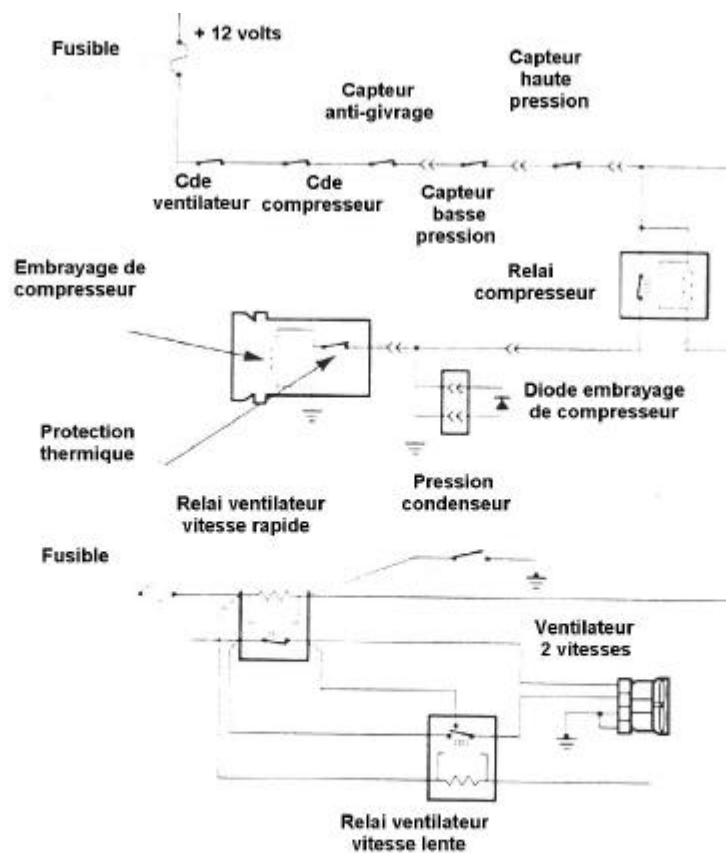 + 12 volts
Fusible
Capteur
haute
pression
Capteur
anti-givrage
Cde
ventilateur
Cde
compresseur
Capteur
basse
pression
Embrayage de
compresseur
Relai
compresseur
Diode embrayage
de compresseur
Protection
thermique
Pression
condenseur
Relai ventilateur
vitesse rapide
Fusible
Ventilateur
2 vitesses
Relai ventilateur
vitesse lente